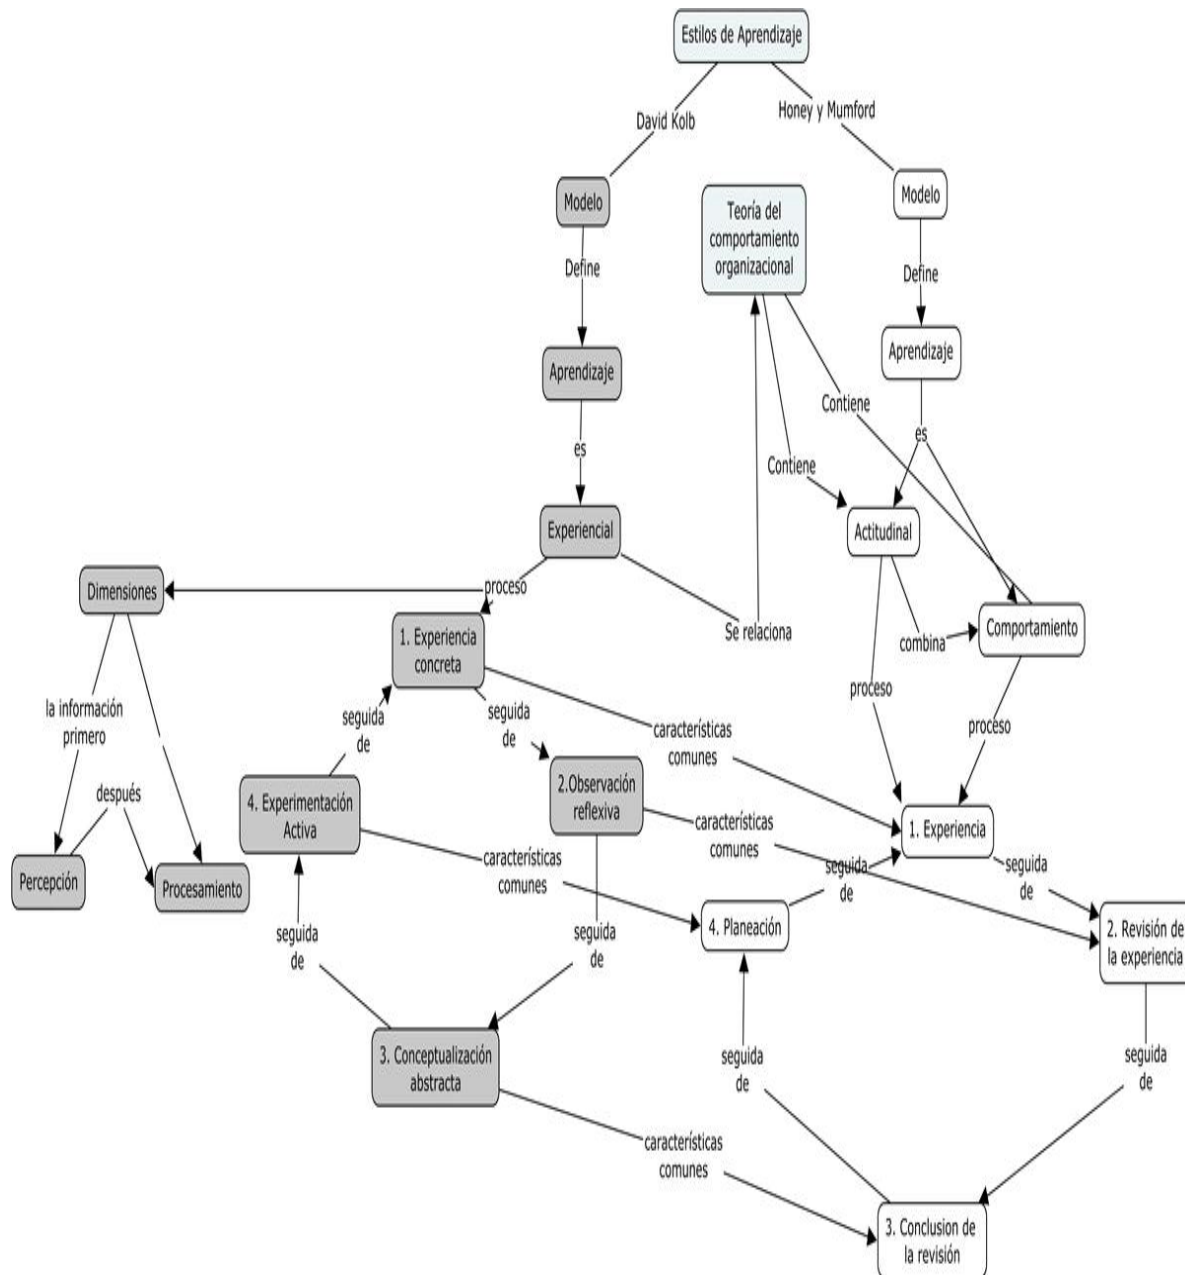 Estilos de Aprendizaje
David Kolb
Honey y Mumford
Modelo
Teoría del
comportamiento
organizacional
Modelo
Define
Define
Aprendizaje
Aprendizaje
Contiene
es
es
Contiene
Experiencial
Actitudinal
Dimensiones
proceso
1. Experiencia
concreta
Se relaciona
combina
Comportamiento
la información
primero
seguida
de
seguida
de
proceso
características
comunes
proceso
después
4. Experimentación
Activa
2.Observación
reflexiva
características
comunes
1. Experiencia
Percepción
Procesamiento
características
comunes
seguida
de
seguida
de
4. Planeación
2. Revisión de
la experiencia
seguida
de
seguida
de
3. Conceptualización
abstracta
seguida
de
seguida
de
características
comunes
3. Conclusion de
la revisión